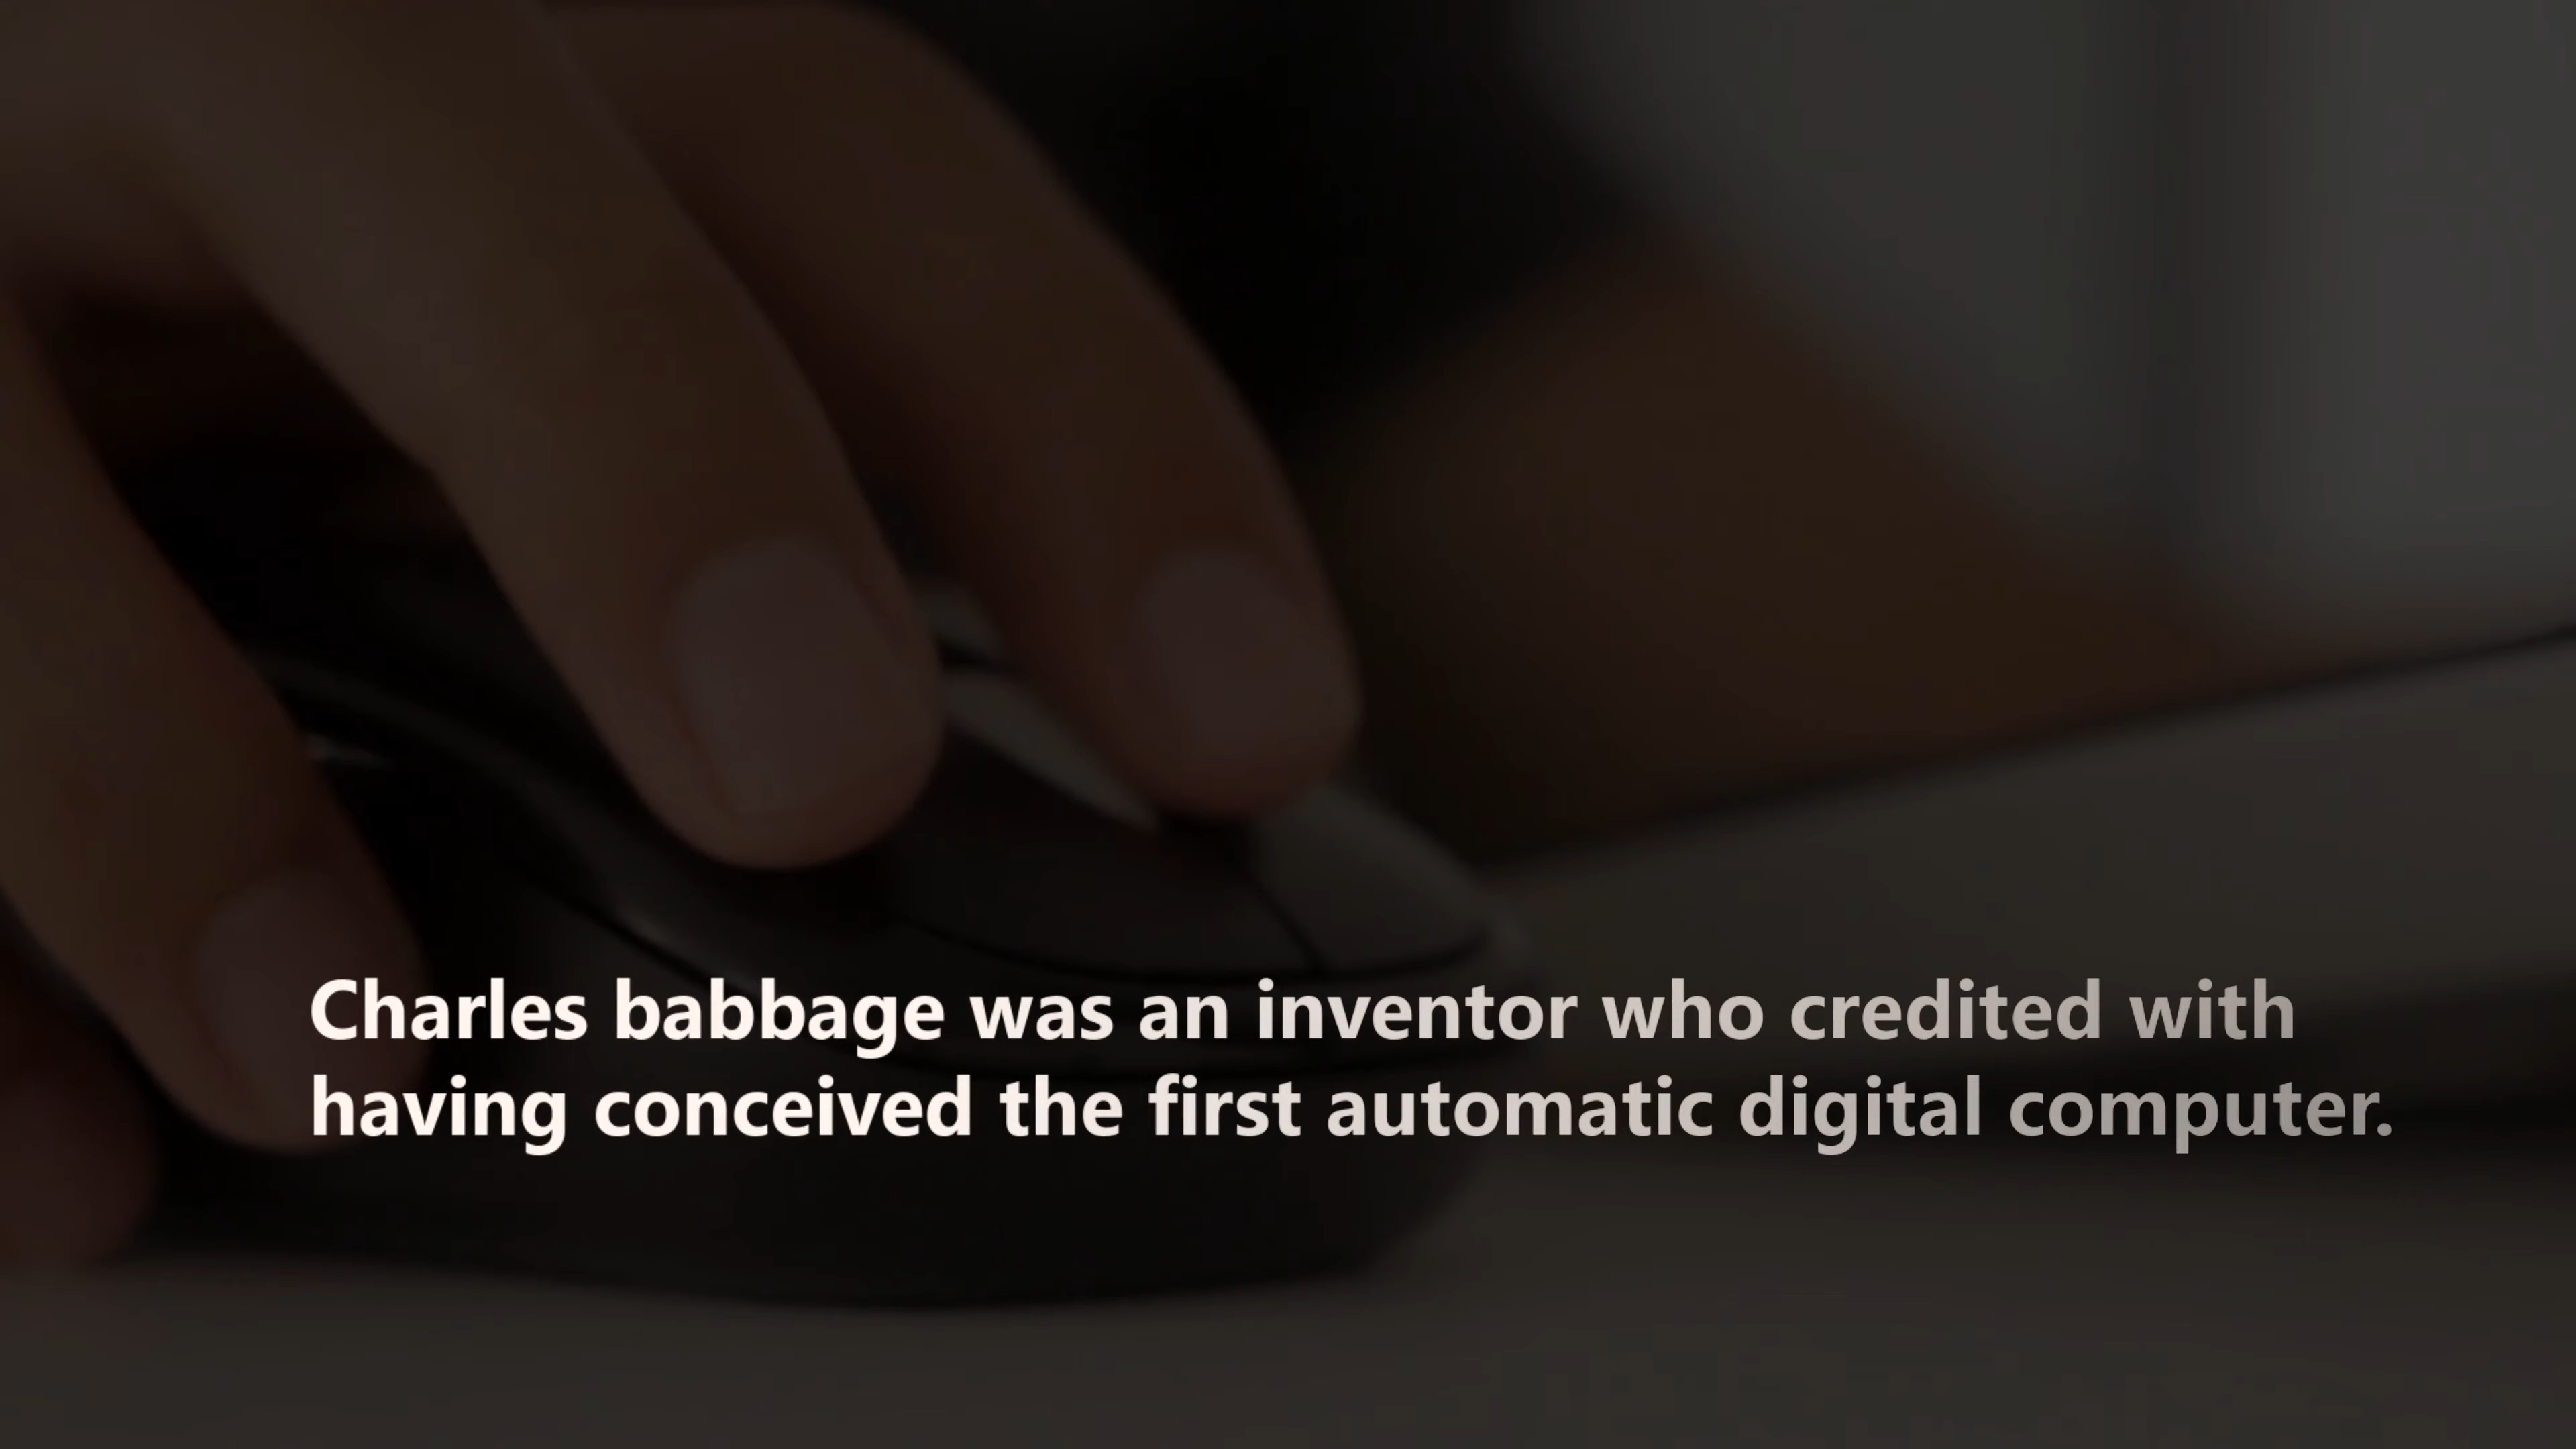 Charles babbage was an inventor who credited with
having conceived the first automatic digital computer.